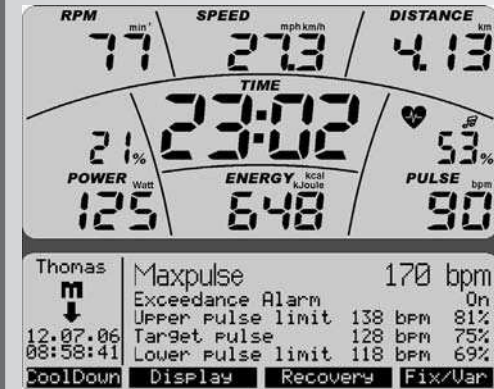 RPM SPEED DISTANCE
min⁻¹ mph km/h km
77 27.3 4.13
TIME
23:02
21% 53%
POWER Watt ENERGY kcal kJoule PULSE bpm
125 648 90
Thomas Maxpulse 170 bpm
m Exceedance Alarm On
Upper pulse limit 138 bpm 81%
12.07.06 Target pulse 128 bpm 75%
08:58:41 Lower pulse limit 118 bpm 69%
CoolDown Display Recovery Fix/Var